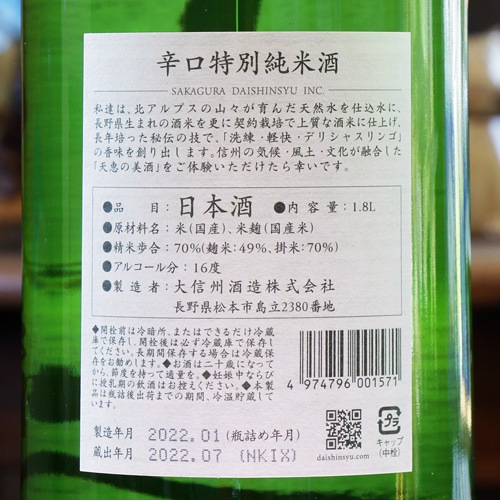 辛口特別純米酒
SAKAGURA DAISHINSYU INC.
私達は、北アルプスの山々が育んだ天然水を仕込水に、
長野県生まれの酒米を更に契約栽培で上質な酒米に仕上げ、
長年培った秘伝の技で、「洗練・軽快・デリシャスリンゴ」
の香味を創り出します。信州の気候・風土・文化が融合した
「天恵の美酒」をご体験いただけたら幸いです。
●品 目：日本酒 ●内容量：1.8L
●原材料名：米(国産)、米麹(国産米)
●精米歩合：70%(麹米:49%、掛米:70%)
●アルコール分：16度
●製造者：大信州酒造株式会社
長野県松本市島立2380番地
◆開栓前は冷暗所、またはできるだけ冷蔵
庫で保存し、開栓後は必ず冷蔵庫で保存し
てください。長期間保存する場合は冷蔵保
存をお勧めします。◆お酒は二十歳になって
から、節度を持って適量を。◆妊娠中ならび
に授乳期の飲酒はお控えください。◆本製
品は瓶詰後出荷までの期間、冷温貯蔵して
います。
4 974796 001571
製造年月 2022.01 (瓶詰め年月)
蔵出年月 2022.07 (NKIX)
daishinsyu.com
プラ
キャップ
(中栓)